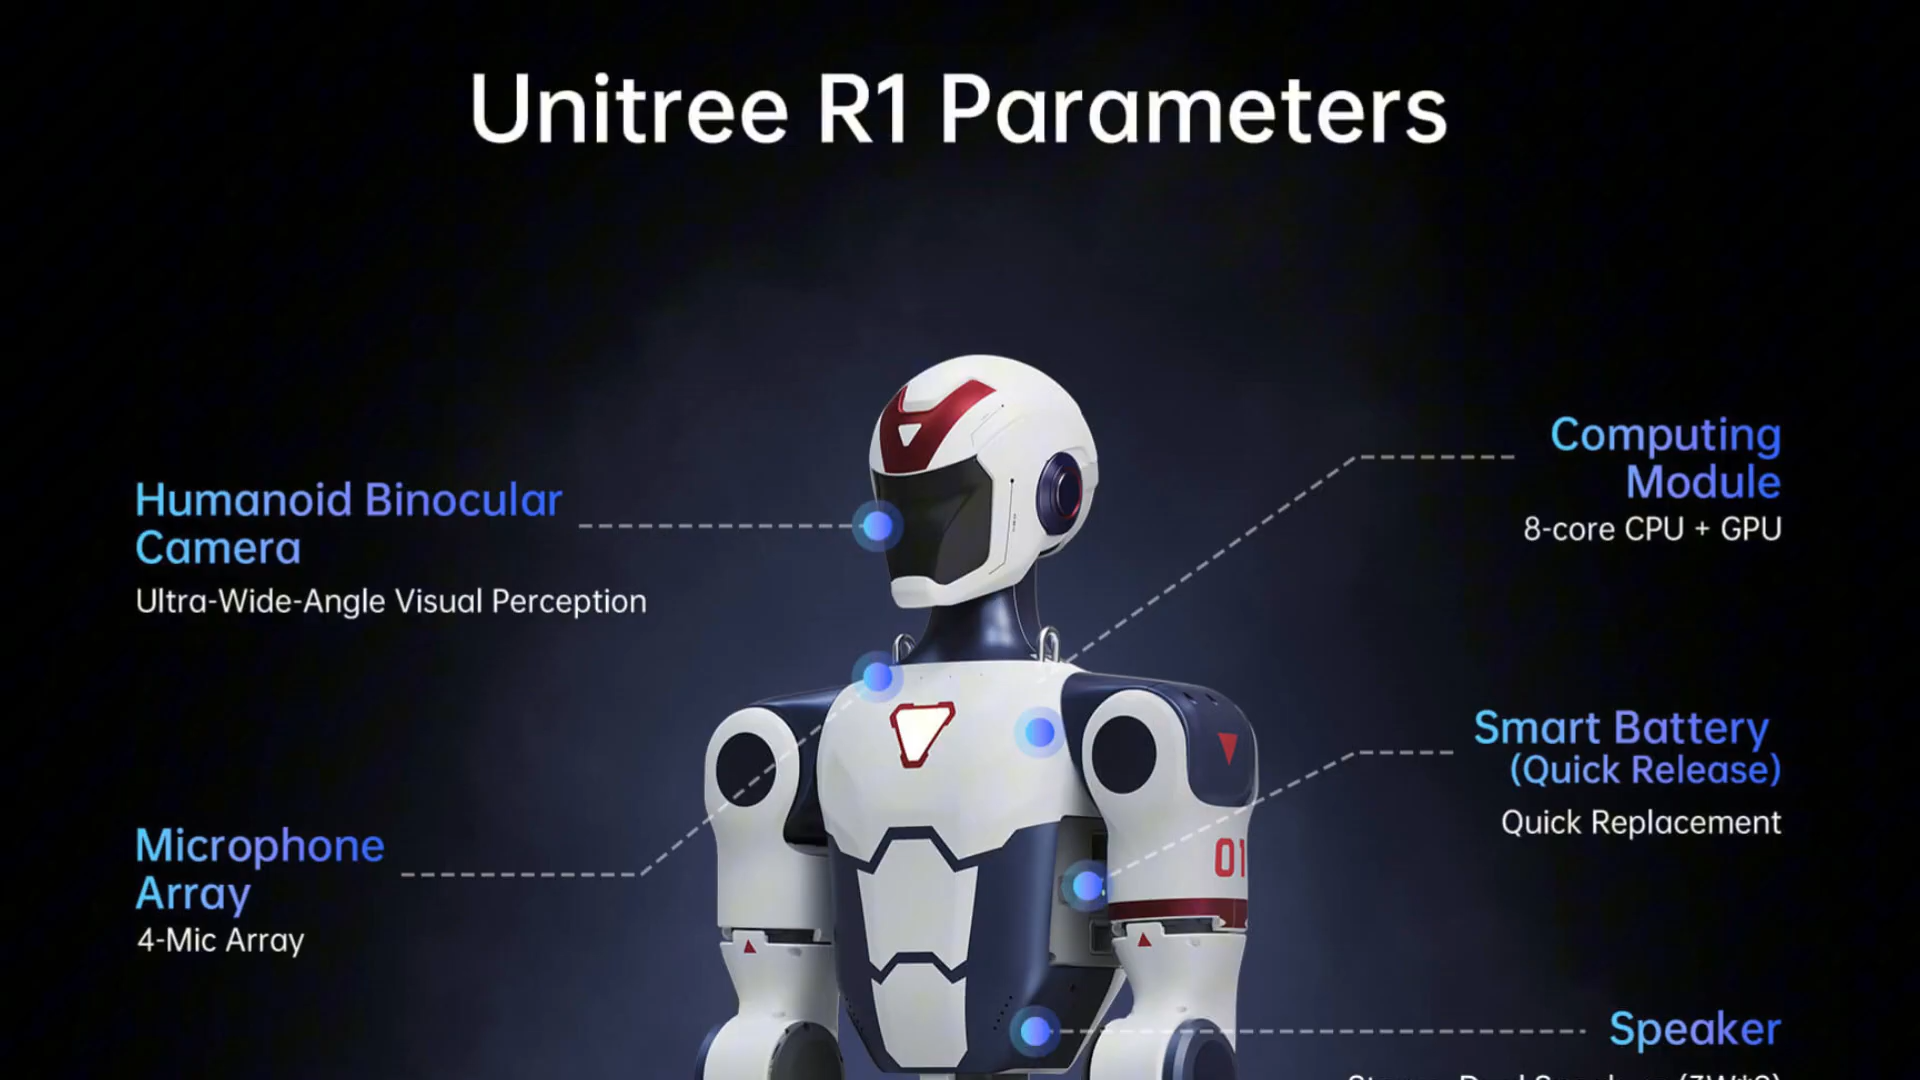 Unitree R1 Parameters
Humanoid Binocular
Camera
Ultra-Wide-Angle Visual Perception
Microphone
Array
4-Mic Array
Computing
Module
8-core CPU + GPU
Smart Battery
(Quick Release)
Quick Replacement
01
Speaker